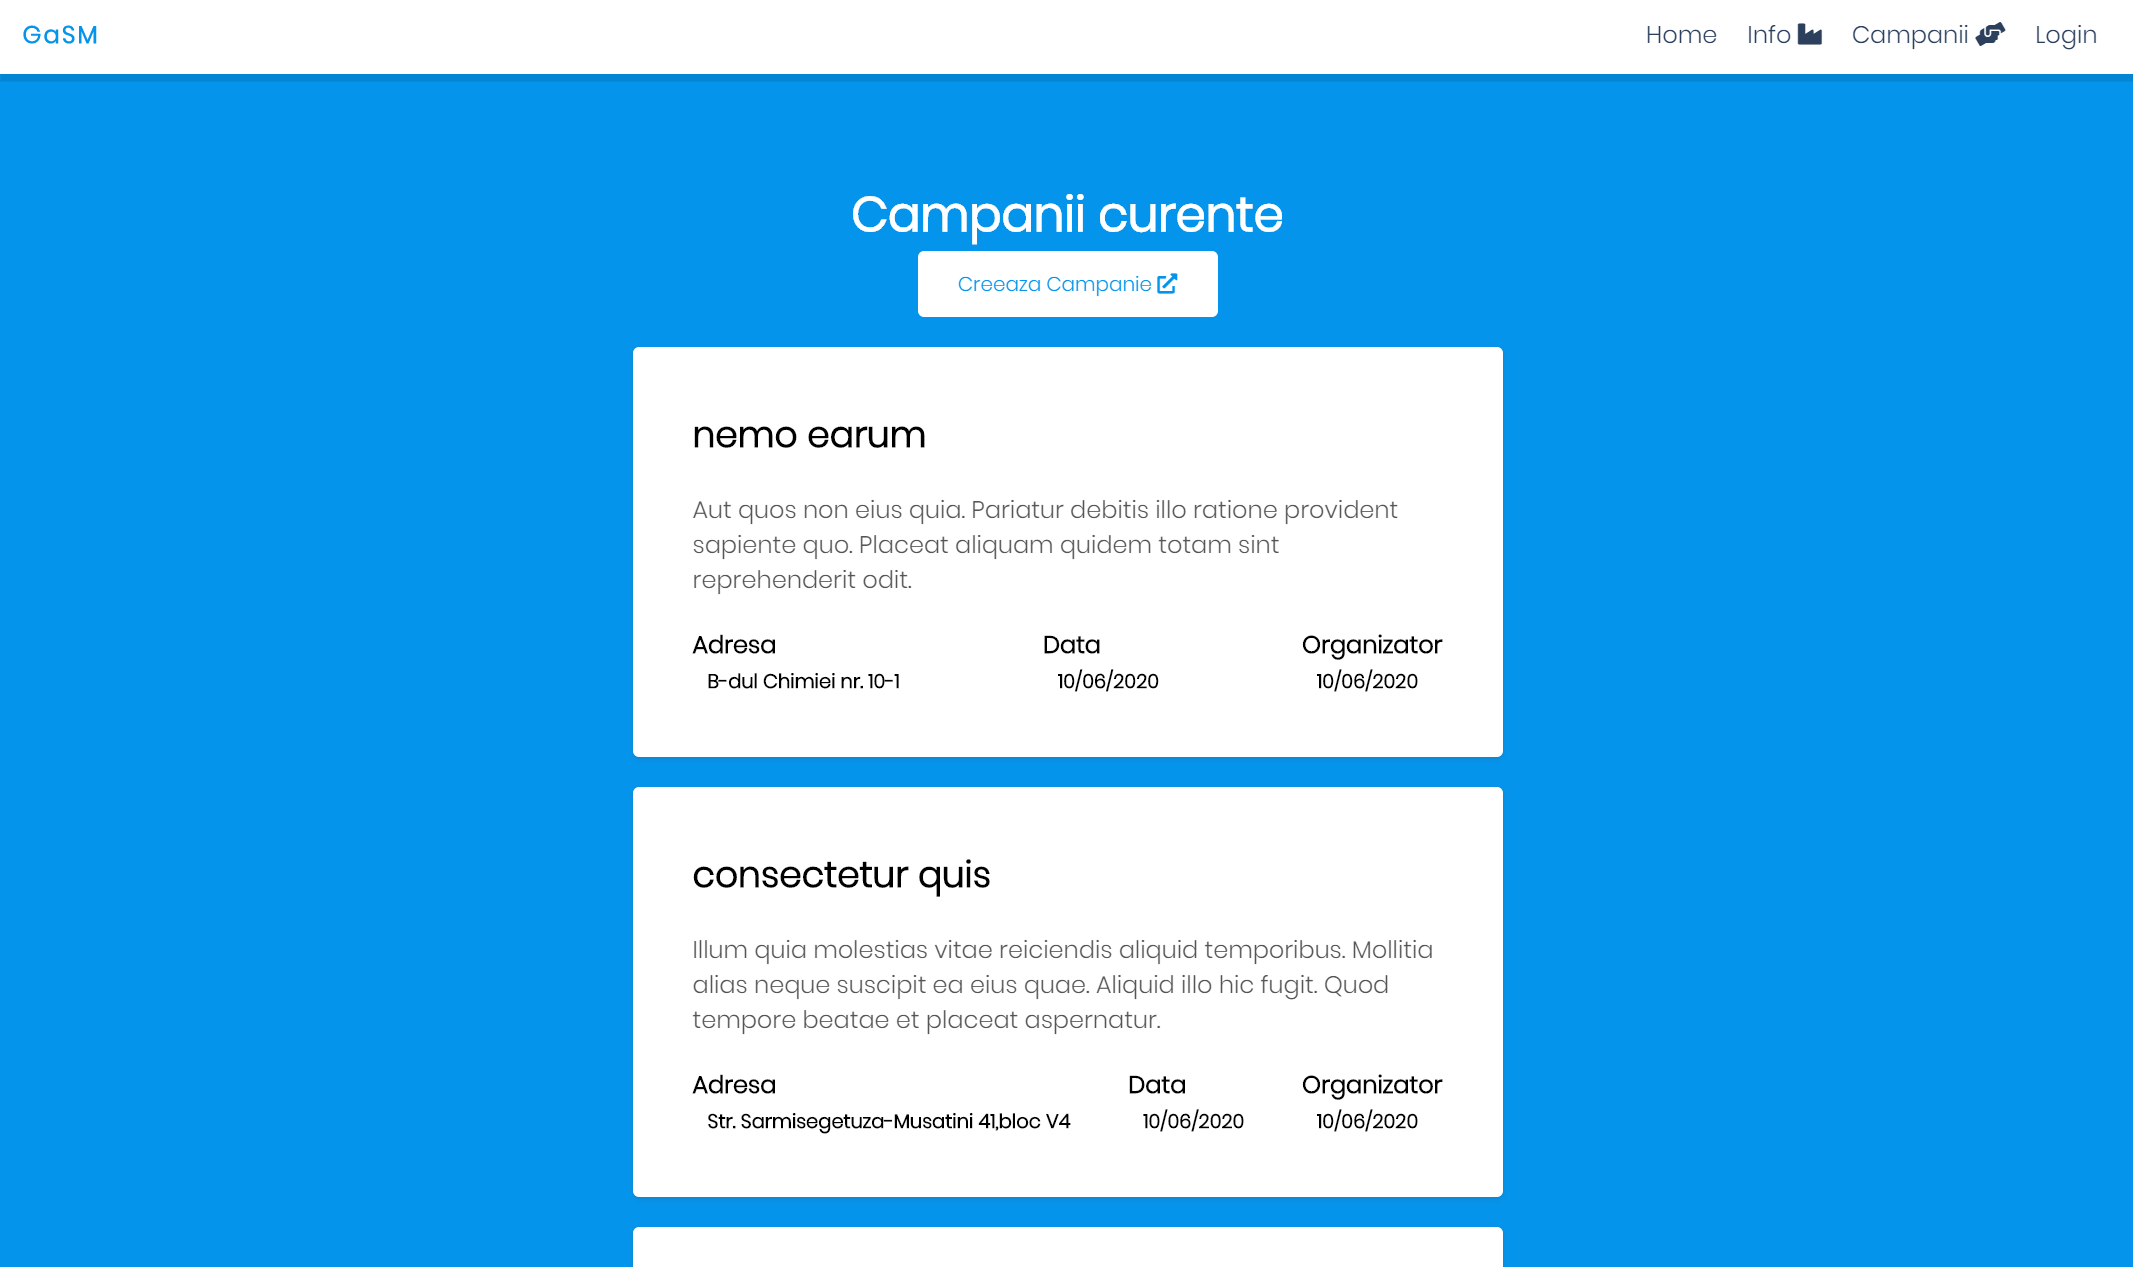 GaSM
Home Info Campanii Login
Campanii curente
Creeaza Campanie
nemo earum
Aut quos non eius quia. Pariatur debitis illo ratione provident
sapiente quo. Placeat aliquam quidem totam sint
reprehenderit odit.
Adresa Data Organizator
B-dul Chimiei nr. 10-1 10/06/2020 10/06/2020
consectetur quis
Illum quia molestias vitae reiciendis aliquid temporibus. Mollitia
alias neque suscipit ea eius quae. Aliquid illo hic fugit. Quod
tempore beatae et placeat aspernatur.
Adresa Data Organizator
Str. Sarmisegetuza-Musatini 41,bloc V4 10/06/2020 10/06/2020